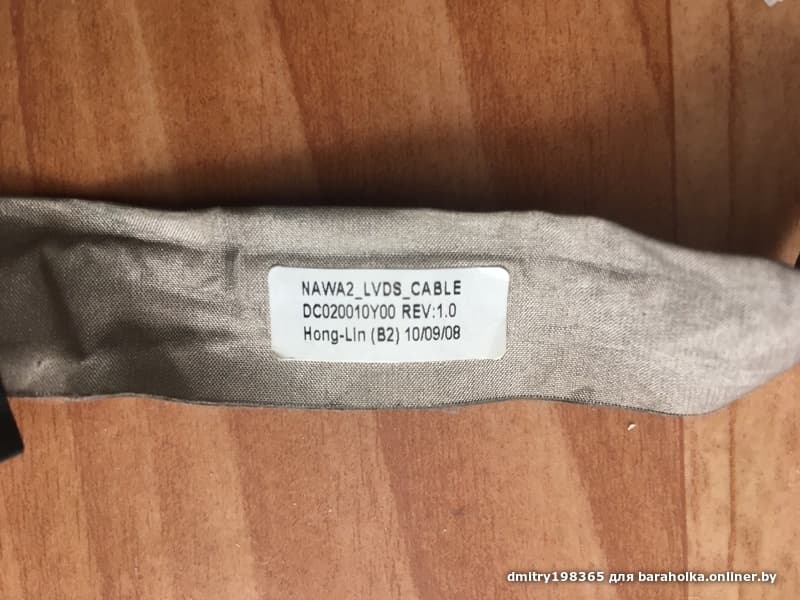 NAWA2_LVDS_CABLE
DC020010Y00 REV:1.0
Hong-Lin (B2) 10/09/08
dmitry198365 для baraholka.onliner.by